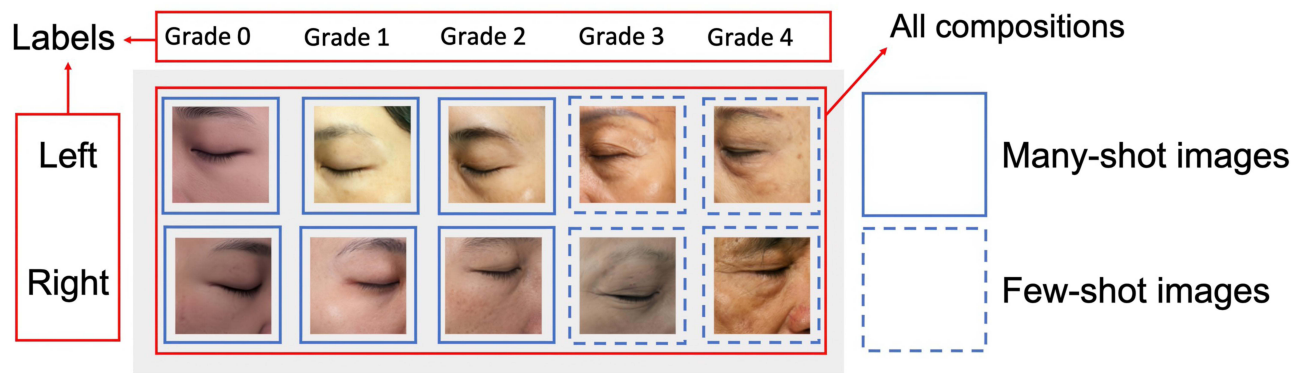 Labels
Grade 0 Grade 1 Grade 2 Grade 3 Grade 4
All compositions
Left
Many-shot images
Right
Few-shot images